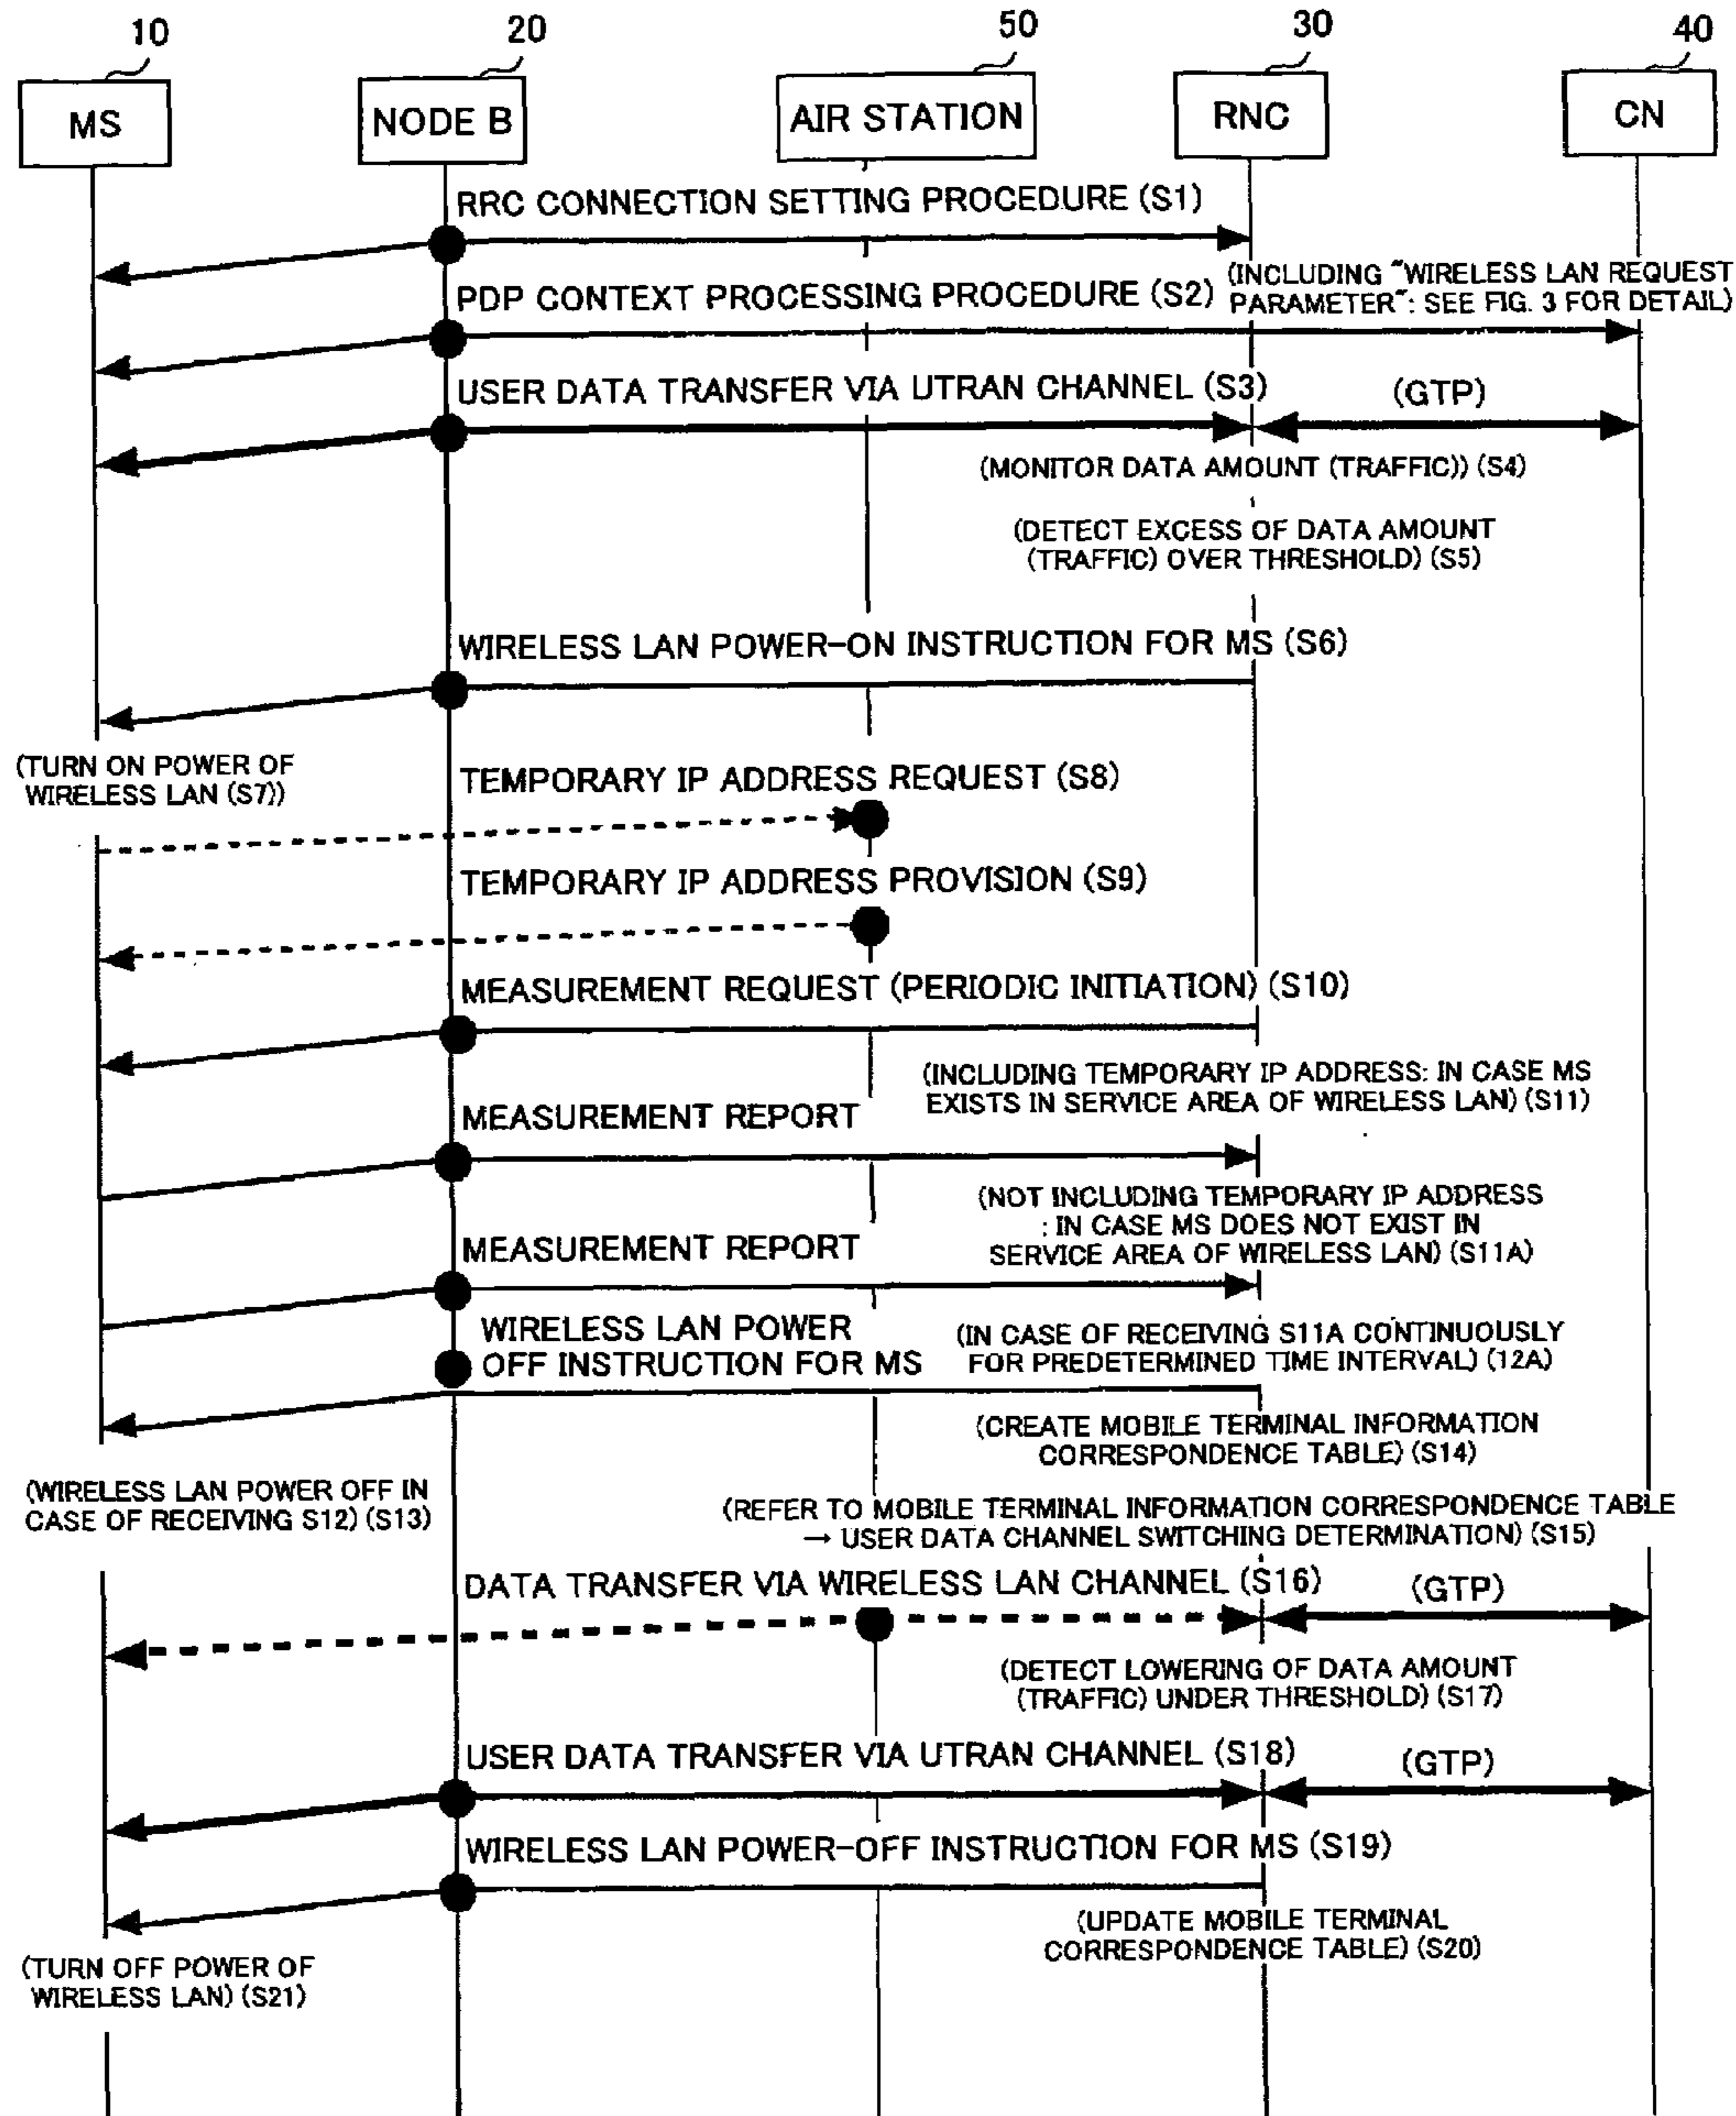 10
20
50
30
40
MS
NODE B
AIR STATION
RNC
CN
RRC CONNECTION SETTING PROCEDURE (S1)
PDP CONTEXT PROCESSING PROCEDURE (S2)
(INCLUDING "WIRELESS LAN REQUEST
PARAMETER": SEE FIG. 3 FOR DETAIL)
USER DATA TRANSFER VIA UTRAN CHANNEL (S3)
(GTP)
(MONITOR DATA AMOUNT (TRAFFIC)) (S4)
(DETECT EXCESS OF DATA AMOUNT
(TRAFFIC) OVER THRESHOLD) (S5)
WIRELESS LAN POWER-ON INSTRUCTION FOR MS (S6)
(TURN ON POWER OF
WIRELESS LAN (S7))
TEMPORARY IP ADDRESS REQUEST (S8)
TEMPORARY IP ADDRESS PROVISION (S9)
MEASUREMENT REQUEST (PERIODIC INITIATION) (S10)
(INCLUDING TEMPORARY IP ADDRESS: IN CASE MS
EXISTS IN SERVICE AREA OF WIRELESS LAN) (S11)
MEASUREMENT REPORT
(NOT INCLUDING TEMPORARY IP ADDRESS
: IN CASE MS DOES NOT EXIST IN
SERVICE AREA OF WIRELESS LAN) (S11A)
MEASUREMENT REPORT
WIRELESS LAN POWER
OFF INSTRUCTION FOR MS
(IN CASE OF RECEIVING S11A CONTINUOUSLY
FOR PREDETERMINED TIME INTERVAL) (12A)
(CREATE MOBILE TERMINAL INFORMATION
CORRESPONDENCE TABLE) (S14)
(WIRELESS LAN POWER OFF IN
CASE OF RECEIVING S12) (S13)
(REFER TO MOBILE TERMINAL INFORMATION CORRESPONDENCE TABLE
→ USER DATA CHANNEL SWITCHING DETERMINATION) (S15)
DATA TRANSFER VIA WIRELESS LAN CHANNEL (S16)
(GTP)
(DETECT LOWERING OF DATA AMOUNT
(TRAFFIC) UNDER THRESHOLD) (S17)
USER DATA TRANSFER VIA UTRAN CHANNEL (S18)
(GTP)
WIRELESS LAN POWER-OFF INSTRUCTION FOR MS (S19)
(UPDATE MOBILE TERMINAL
CORRESPONDENCE TABLE) (S20)
(TURN OFF POWER OF
WIRELESS LAN) (S21)